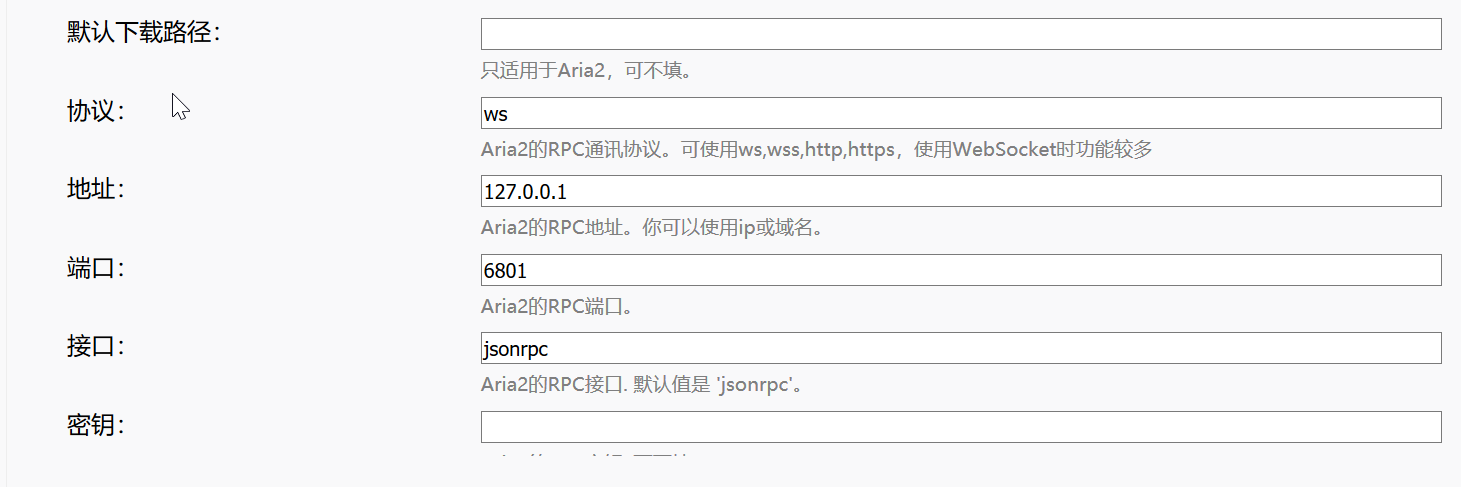 默认下载路径：
只适用于Aria2，可不填。
协议： ws
Aria2的RPC通讯协议。可使用ws,wss,http,https，使用WebSocket时功能较多
地址： 127.0.0.1
Aria2的RPC地址。你可以使用ip或域名。
端口： 6801
Aria2的RPC端口。
接口： jsonrpc
Aria2的RPC接口. 默认值是 'jsonrpc'。
密钥：